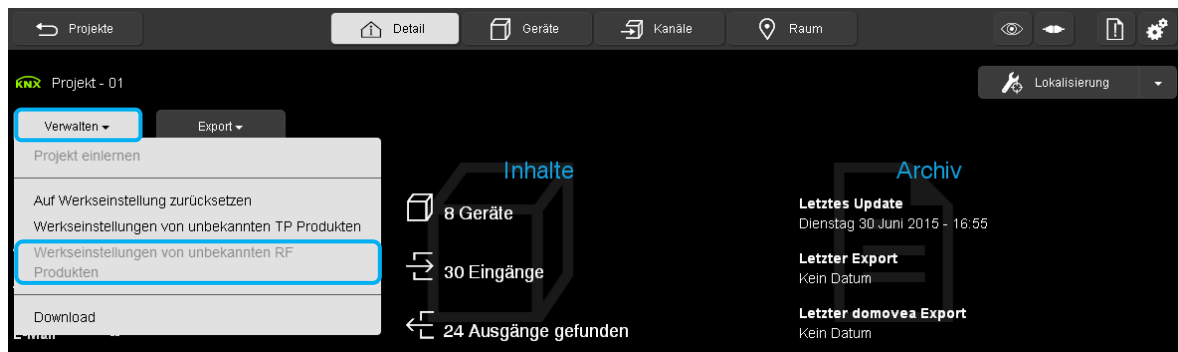 Projekte
Detail
Geräte
Kanäle
Raum
KNX Projekt - 01
Lokalisierung
Verwalten
Export
Projekt einlernen
Auf Werkseinstellung zurücksetzen
Werkseinstellungen von unbekannten TP Produkten
Werkseinstellungen von unbekannten RF
Produkten
Download
E-Mail
Inhalte
8 Geräte
30 Eingänge
24 Ausgänge gefunden
Archiv
Letztes Update
Dienstag 30 Juni 2015 - 16:55
Letzter Export
Kein Datum
Letzter domovea Export
Kein Datum